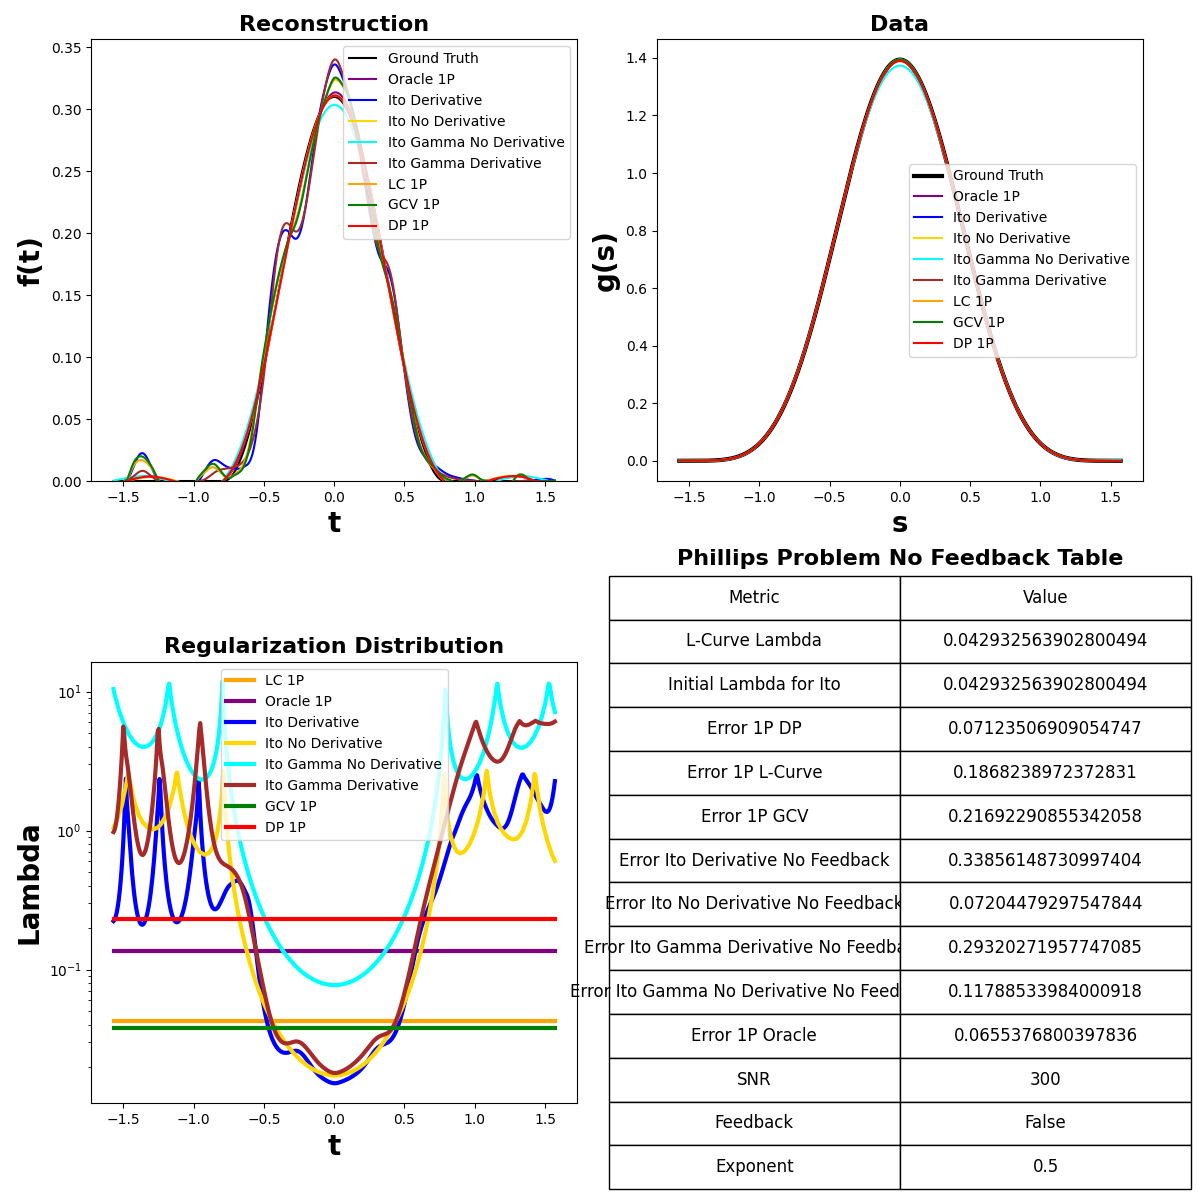 Reconstruction
0.35
0.30
0.25
0.20
0.15
0.10
0.05
0.00
f(t)
Ground Truth
Oracle 1P
Ito Derivative
Ito No Derivative
Ito Gamma No Derivative
Ito Gamma Derivative
LC 1P
GCV 1P
DP 1P
−1.5 −1.0 −0.5 0.0 0.5 1.0 1.5
t
Data
1.4
1.2
1.0
0.8
0.6
0.4
0.2
0.0
g(s)
Ground Truth
Oracle 1P
Ito Derivative
Ito No Derivative
Ito Gamma No Derivative
Ito Gamma Derivative
LC 1P
GCV 1P
DP 1P
−1.5 −1.0 −0.5 0.0 0.5 1.0 1.5
s
Regularization Distribution
10¹
10⁰
10⁻¹
Lambda
LC 1P
Oracle 1P
Ito Derivative
Ito No Derivative
Ito Gamma No Derivative
Ito Gamma Derivative
GCV 1P
DP 1P
−1.5 −1.0 −0.5 0.0 0.5 1.0 1.5
t
Phillips Problem No Feedback Table
Metric Value
L-Curve Lambda 0.042932563902800494
Initial Lambda for Ito 0.042932563902800494
Error 1P DP 0.07123506909054747
Error 1P L-Curve 0.1868238972372831
Error 1P GCV 0.21692290855342058
Error Ito Derivative No Feedback 0.33856148730997404
Error Ito No Derivative No Feedback 0.07204479297547844
Error Ito Gamma Derivative No Feedba 0.29320271957747085
Error Ito Gamma No Derivative No Feed 0.11788533984000918
Error 1P Oracle 0.0655376800397836
SNR 300
Feedback False
Exponent 0.5